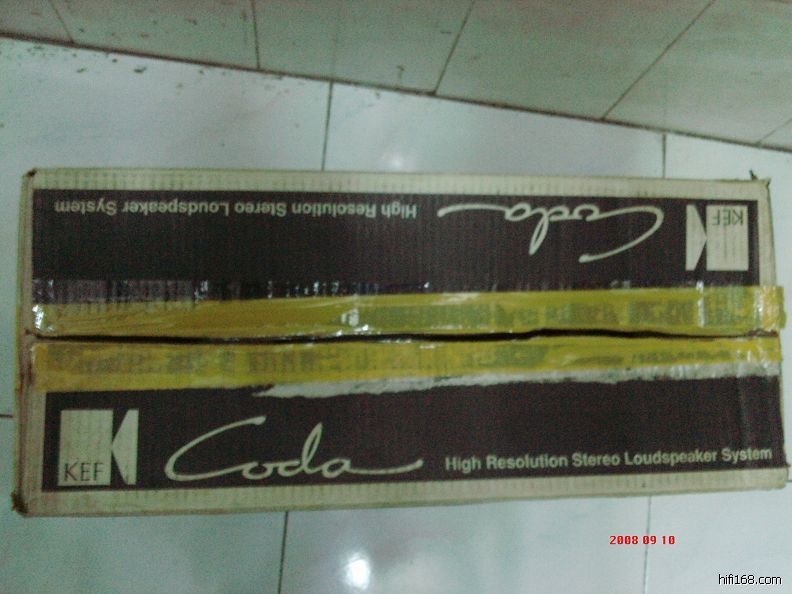 High Resolution Stereo Loudspeaker System
Coda
KEF
KEF
Coda
High Resolution Stereo Loudspeaker System
2008 09 10
hifi168.com